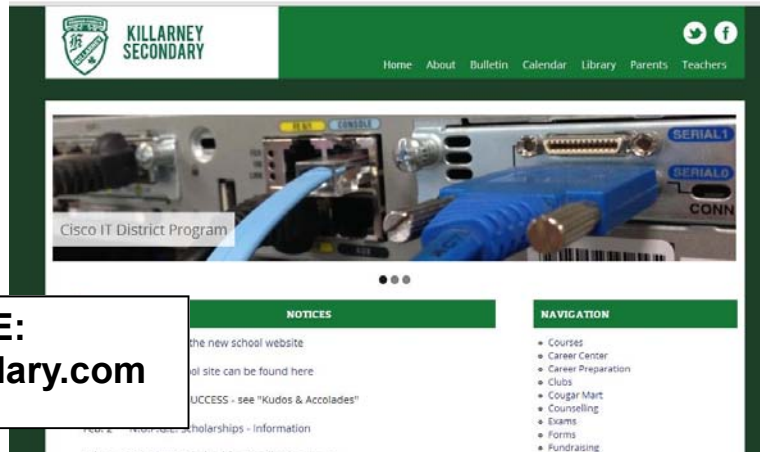 KILLARNEY
SECONDARY
Home About Bulletin Calendar Library Parents Teachers
CONSOLE
SERIAL1
SERIAL0
CONN
Cisco IT District Program
NOTICES
the new school website
ol site can be found here
UCCESS - see "Kudos & Accolades"
Scholarships - Information
E:
dary.com
NAVIGATION
Courses
Career Center
Career Preparation
Clubs
Cougar Mart
Counselling
Exams
Forms
Fundraising